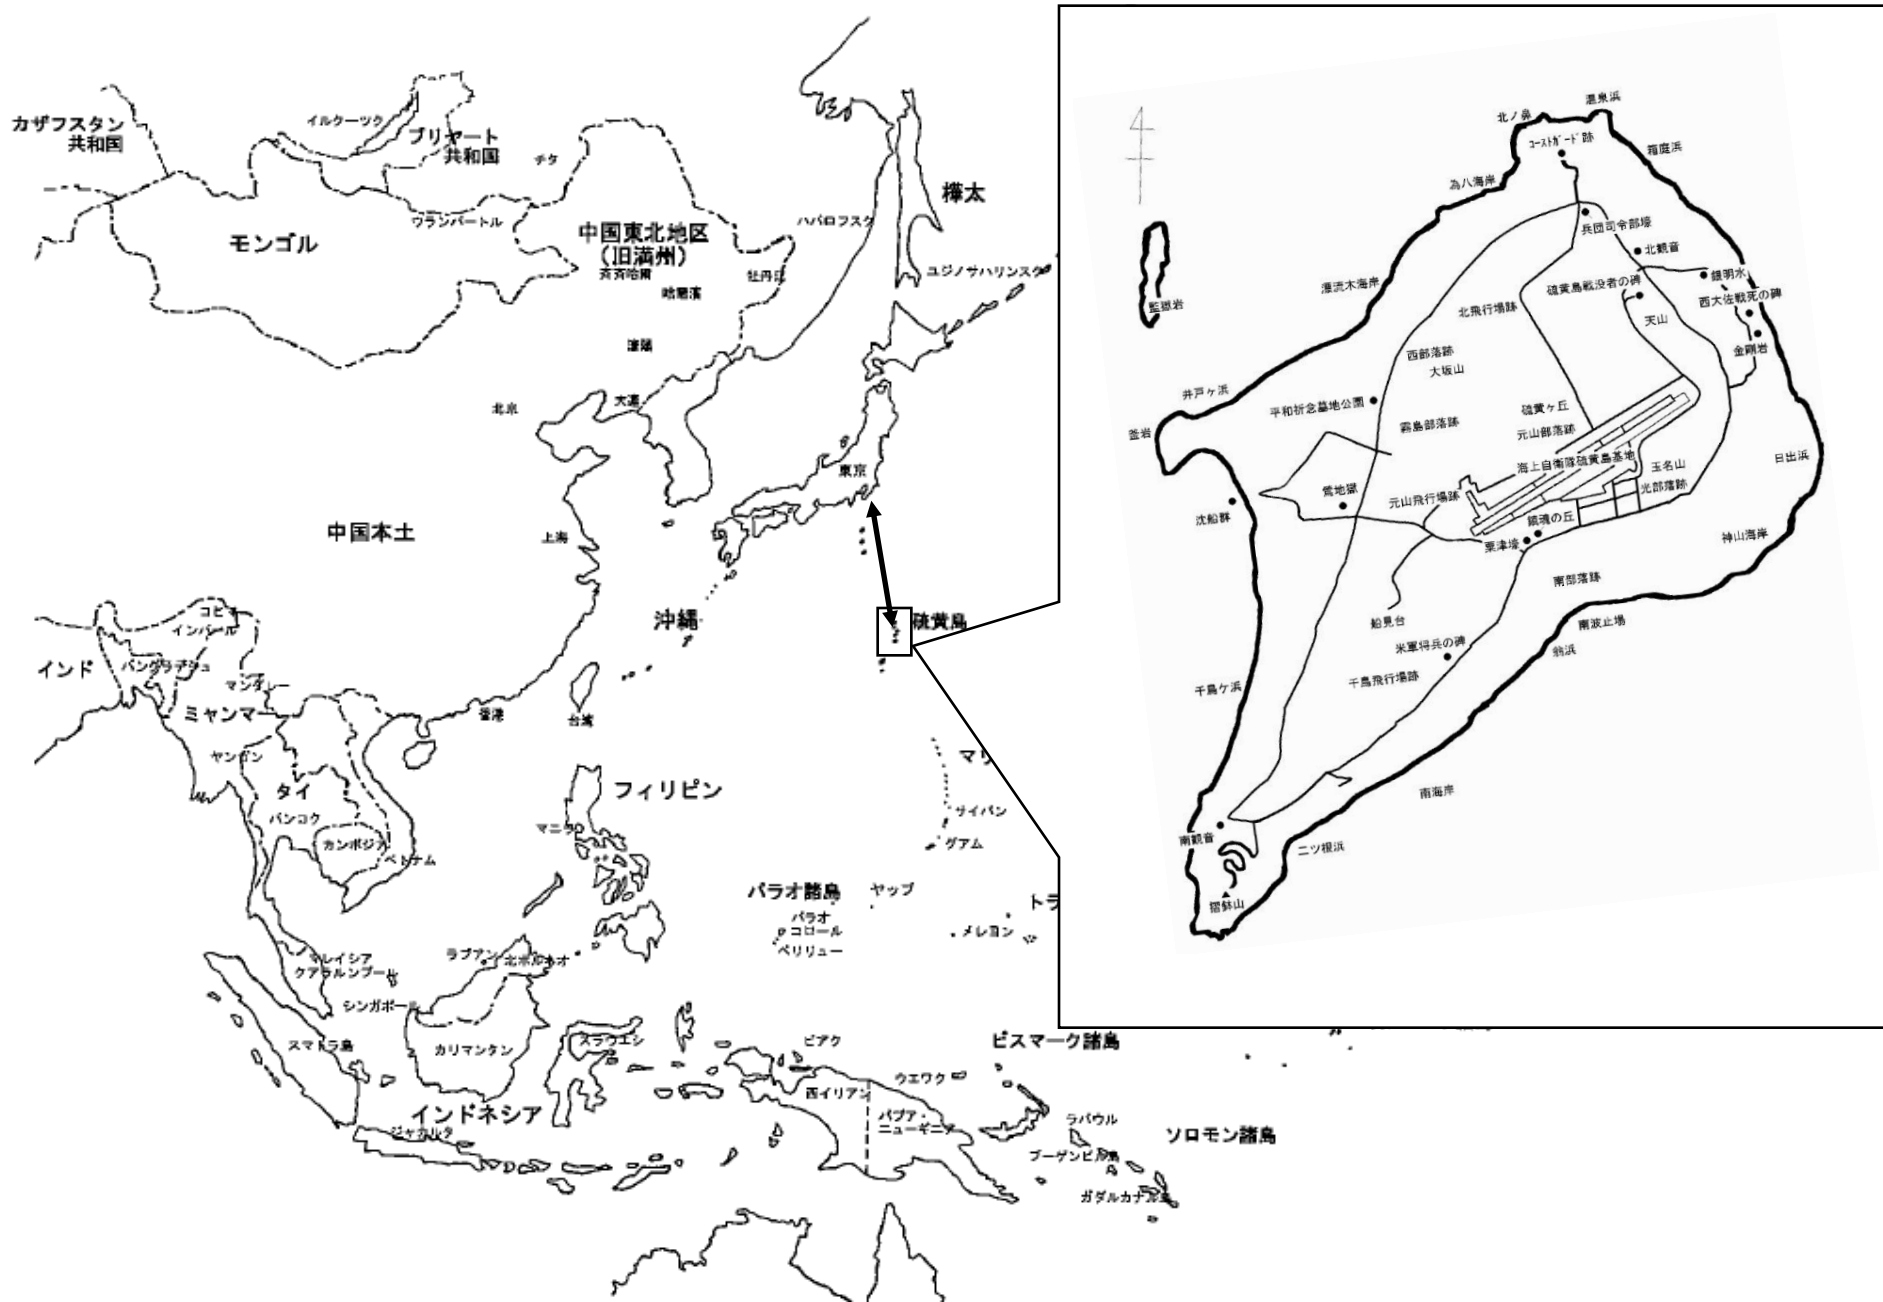 カザフスタン
共和国
イルクーツク
ブリヤート
共和国
チタ
モンゴル
ウランバートル
中国東北地区
(旧満州)
斉斉哈爾
哈爾濱
牡丹江
瀋陽
ハバロフスク
樺太
ユジノサハリンスク
北京
大連
東京
中国本土
上海
沖縄
硫黄島
コヒマ
インパール
インド
バングラデシュ
マンダレー
ミャンマー
香港
台湾
ヤンゴン
タイ
バンコク
カンボジア
ベトナム
フィリピン
マニラ
マリ
サイパン
グアム
パラオ諸島
ヤップ
トラ
パラオ
コロール
ペリリュー
メレヨン
マレイシア
クアラルンプール
ラブアン
北ボルネオ
シンガポール
スマトラ島
カリマンタン
スラウエシ
ビアク
ビスマーク諸島
インドネシア
ジャカルタ
西イリアン
ウエワク
パプア・
ニューギニア
ラバウル
ソロモン諸島
ブーゲンビル島
ガダルカナル島
温泉浜
北ノ鼻
コーストガード跡
箱庭浜
為八海岸
兵団司令部壕
北観音
監獄岩
漂流木海岸
硫黄島戦没者の碑
銀明水
西大佐戦死の碑
北飛行場跡
天山
金剛岩
西部落跡
大坂山
井戸ヶ浜
平和祈念墓地公園
硫黄ヶ丘
釜岩
霧島部落跡
元山部落跡
海上自衛隊硫黄島基地
玉名山
日出浜
鶯地獄
元山飛行場跡
光部落跡
沈船群
鎮魂の丘
粟津壕
神山海岸
南部落跡
船見台
南波止場
米軍将兵の碑
翁浜
千鳥ケ浜
千鳥飛行場跡
南海岸
南観音
二ツ根浜
摺鉢山